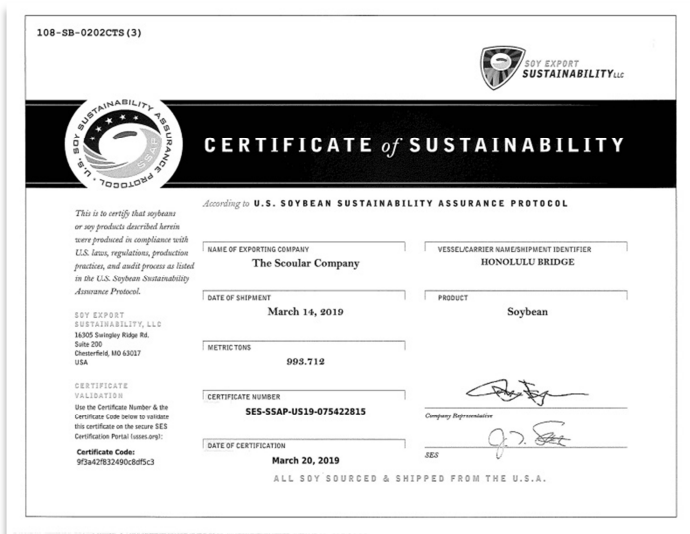 108-SB-0202CTS (3)
SOY EXPORT
SUSTAINABILITY LLC
U.S. SOY SUSTAINABILITY ASSURANCE PROTOCOL
SSAP
CERTIFICATE of SUSTAINABILITY
According to U.S. SOYBEAN SUSTAINABILITY ASSURANCE PROTOCOL
This is to certify that soybeans
or soy products described herein
were produced in compliance with
U.S. laws, regulations, production
practices, and audit process as listed
in the U.S. Soybean Sustainability
Assurance Protocol.
SOY EXPORT
SUSTAINABILITY, LLC
16305 Swingley Ridge Rd.
Suite 200
Chesterfield, MO 63017
USA
CERTIFICATE
VALIDATION
Use the Certificate Number & the
Certificate Code below to validate
this certificate on the secure SES
Certification Portal (usses.org):
Certificate Code:
9f3a42f832490c8df5c3
NAME OF EXPORTING COMPANY
The Scoular Company
VESSEL/CARRIER NAME/SHIPMENT IDENTIFIER
HONOLULU BRIDGE
DATE OF SHIPMENT
March 14, 2019
PRODUCT
Soybean
METRIC TONS
993.712
CERTIFICATE NUMBER
SES-SSAP-US19-075422815
Company Representative
DATE OF CERTIFICATION
March 20, 2019
SES
ALL SOY SOURCED & SHIPPED FROM THE U.S.A.